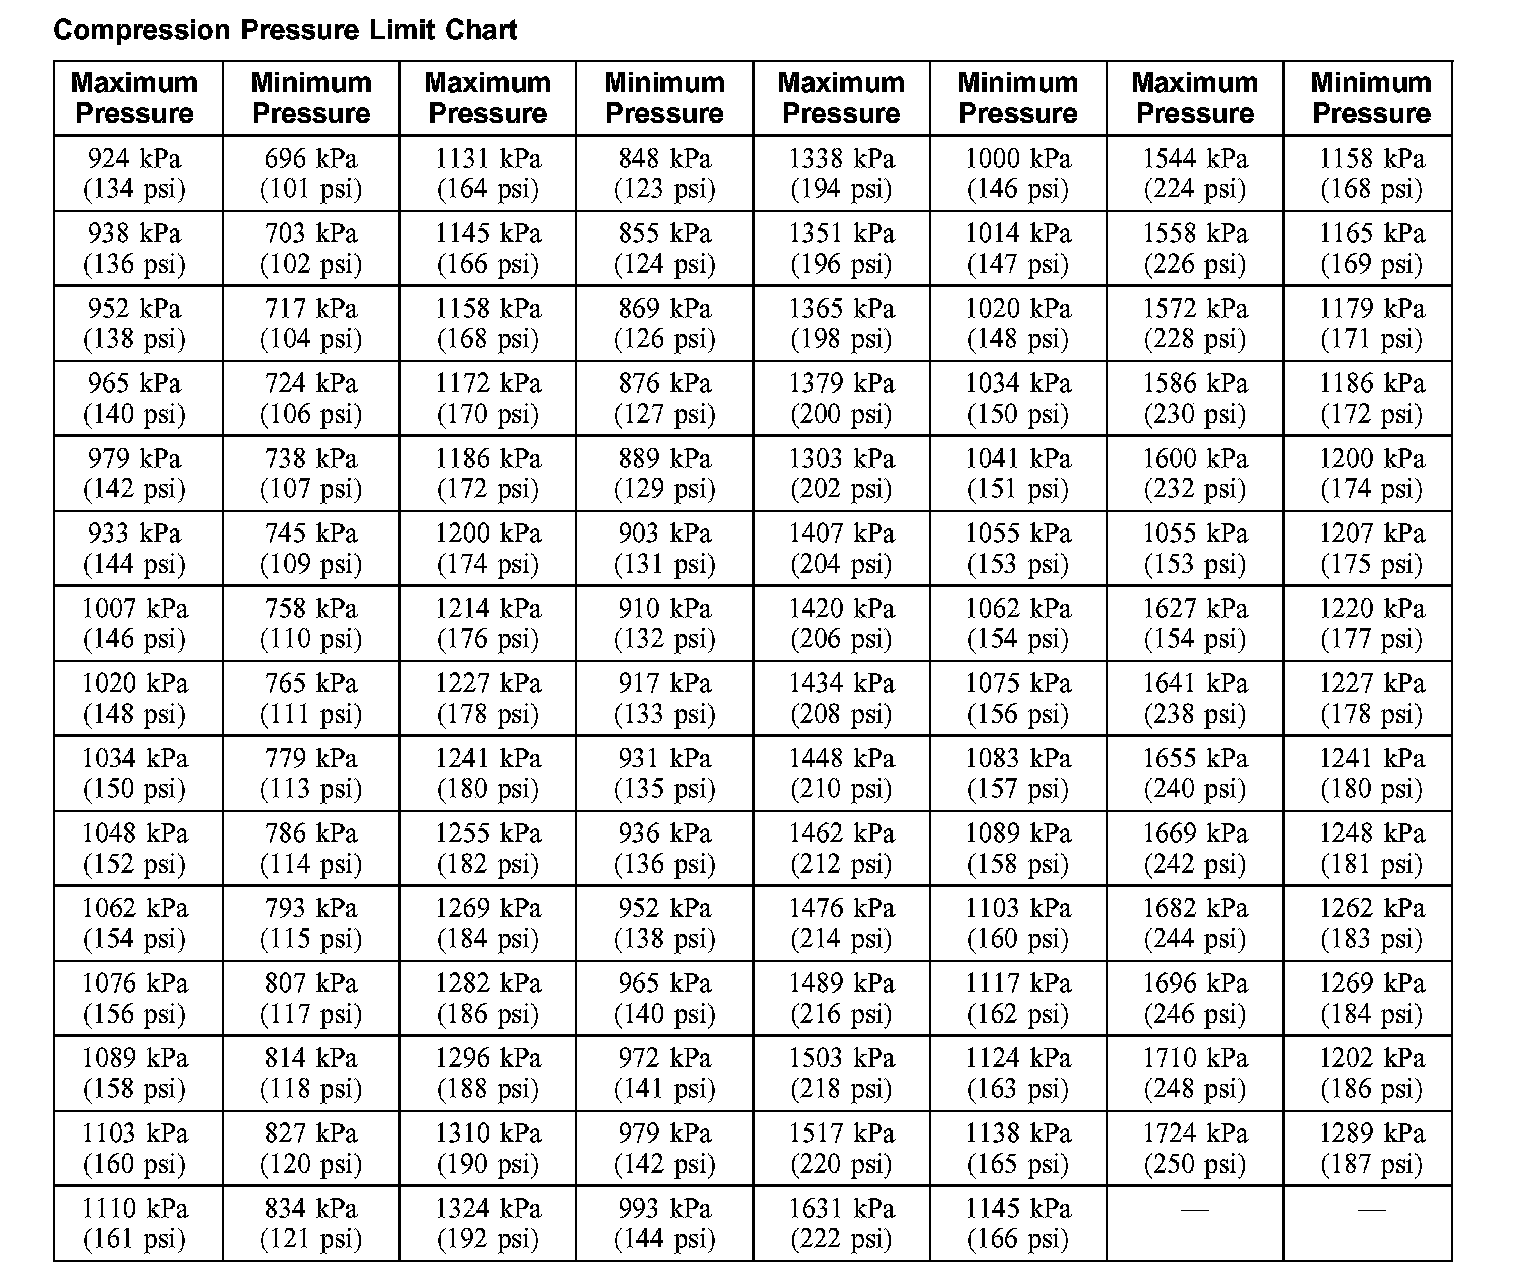 Compression Pressure Limit Chart
Maximum Minimum Maximum Minimum Maximum Minimum Maximum Minimum
Pressure Pressure Pressure Pressure Pressure Pressure Pressure Pressure
924 kPa 696 kPa 1131 kPa 848 kPa 1338 kPa 1000 kPa 1544 kPa 1158 kPa
(134 psi) (101 psi) (164 psi) (123 psi) (194 psi) (146 psi) (224 psi) (168 psi)
938 kPa 703 kPa 1145 kPa 855 kPa 1351 kPa 1014 kPa 1558 kPa 1165 kPa
(136 psi) (102 psi) (166 psi) (124 psi) (196 psi) (147 psi) (226 psi) (169 psi)
952 kPa 717 kPa 1158 kPa 869 kPa 1365 kPa 1020 kPa 1572 kPa 1179 kPa
(138 psi) (104 psi) (168 psi) (126 psi) (198 psi) (148 psi) (228 psi) (171 psi)
965 kPa 724 kPa 1172 kPa 876 kPa 1379 kPa 1034 kPa 1586 kPa 1186 kPa
(140 psi) (106 psi) (170 psi) (127 psi) (200 psi) (150 psi) (230 psi) (172 psi)
979 kPa 738 kPa 1186 kPa 889 kPa 1303 kPa 1041 kPa 1600 kPa 1200 kPa
(142 psi) (107 psi) (172 psi) (129 psi) (202 psi) (151 psi) (232 psi) (174 psi)
933 kPa 745 kPa 1200 kPa 903 kPa 1407 kPa 1055 kPa 1055 kPa 1207 kPa
(144 psi) (109 psi) (174 psi) (131 psi) (204 psi) (153 psi) (153 psi) (175 psi)
1007 kPa 758 kPa 1214 kPa 910 kPa 1420 kPa 1062 kPa 1627 kPa 1220 kPa
(146 psi) (110 psi) (176 psi) (132 psi) (206 psi) (154 psi) (154 psi) (177 psi)
1020 kPa 765 kPa 1227 kPa 917 kPa 1434 kPa 1075 kPa 1641 kPa 1227 kPa
(148 psi) (111 psi) (178 psi) (133 psi) (208 psi) (156 psi) (238 psi) (178 psi)
1034 kPa 779 kPa 1241 kPa 931 kPa 1448 kPa 1083 kPa 1655 kPa 1241 kPa
(150 psi) (113 psi) (180 psi) (135 psi) (210 psi) (157 psi) (240 psi) (180 psi)
1048 kPa 786 kPa 1255 kPa 936 kPa 1462 kPa 1089 kPa 1669 kPa 1248 kPa
(152 psi) (114 psi) (182 psi) (136 psi) (212 psi) (158 psi) (242 psi) (181 psi)
1062 kPa 793 kPa 1269 kPa 952 kPa 1476 kPa 1103 kPa 1682 kPa 1262 kPa
(154 psi) (115 psi) (184 psi) (138 psi) (214 psi) (160 psi) (244 psi) (183 psi)
1076 kPa 807 kPa 1282 kPa 965 kPa 1489 kPa 1117 kPa 1696 kPa 1269 kPa
(156 psi) (117 psi) (186 psi) (140 psi) (216 psi) (162 psi) (246 psi) (184 psi)
1089 kPa 814 kPa 1296 kPa 972 kPa 1503 kPa 1124 kPa 1710 kPa 1202 kPa
(158 psi) (118 psi) (188 psi) (141 psi) (218 psi) (163 psi) (248 psi) (186 psi)
1103 kPa 827 kPa 1310 kPa 979 kPa 1517 kPa 1138 kPa 1724 kPa 1289 kPa
(160 psi) (120 psi) (190 psi) (142 psi) (220 psi) (165 psi) (250 psi) (187 psi)
1110 kPa 834 kPa 1324 kPa 993 kPa 1631 kPa 1145 kPa — —
(161 psi) (121 psi) (192 psi) (144 psi) (222 psi) (166 psi)